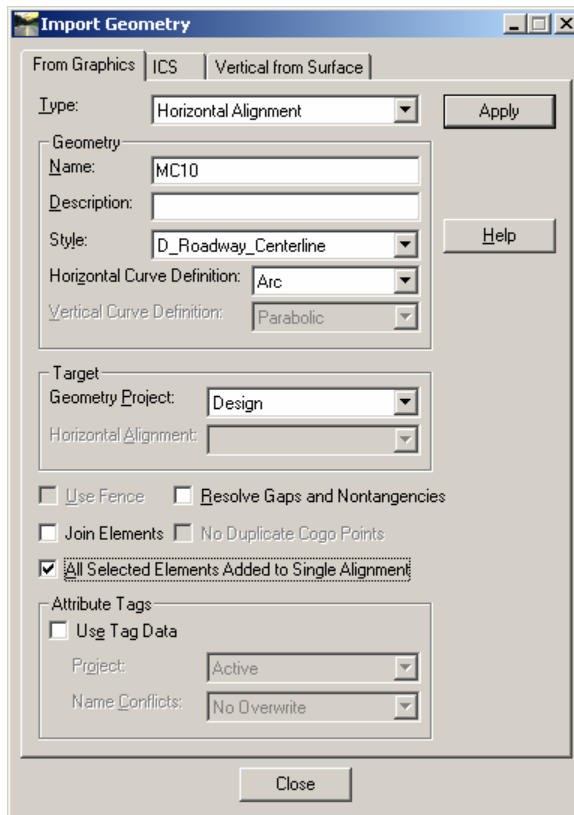 Import Geometry
From Graphics ICS Vertical from Surface
Type: Horizontal Alignment Apply
Geometry
Name: MC10
Description:
Style: D_Roadway_Centerline Help
Horizontal Curve Definition: Arc
Vertical Curve Definition: Parabolic
Target
Geometry Project: Design
Horizontal Alignment:
Use Fence Resolve Gaps and Nontangencies
Join Elements No Duplicate Cogo Points
All Selected Elements Added to Single Alignment
Attribute Tags
Use Tag Data
Project: Active
Name Conflicts: No Overwrite
Close